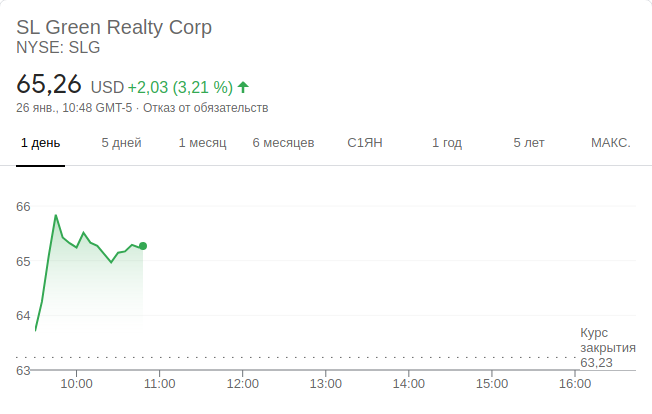 SL Green Realty Corp
NYSE: SLG
65,26 USD +2,03 (3,21 %)
26 янв., 10:48 GMT-5 · Отказ от обязательств
1 день 5 дней 1 месяц 6 месяцев С1ЯН 1 год 5 лет МАКС.
66
65
64
Курс
закрытия
63,23
63
10:00 11:00 12:00 13:00 14:00 15:00 16:00